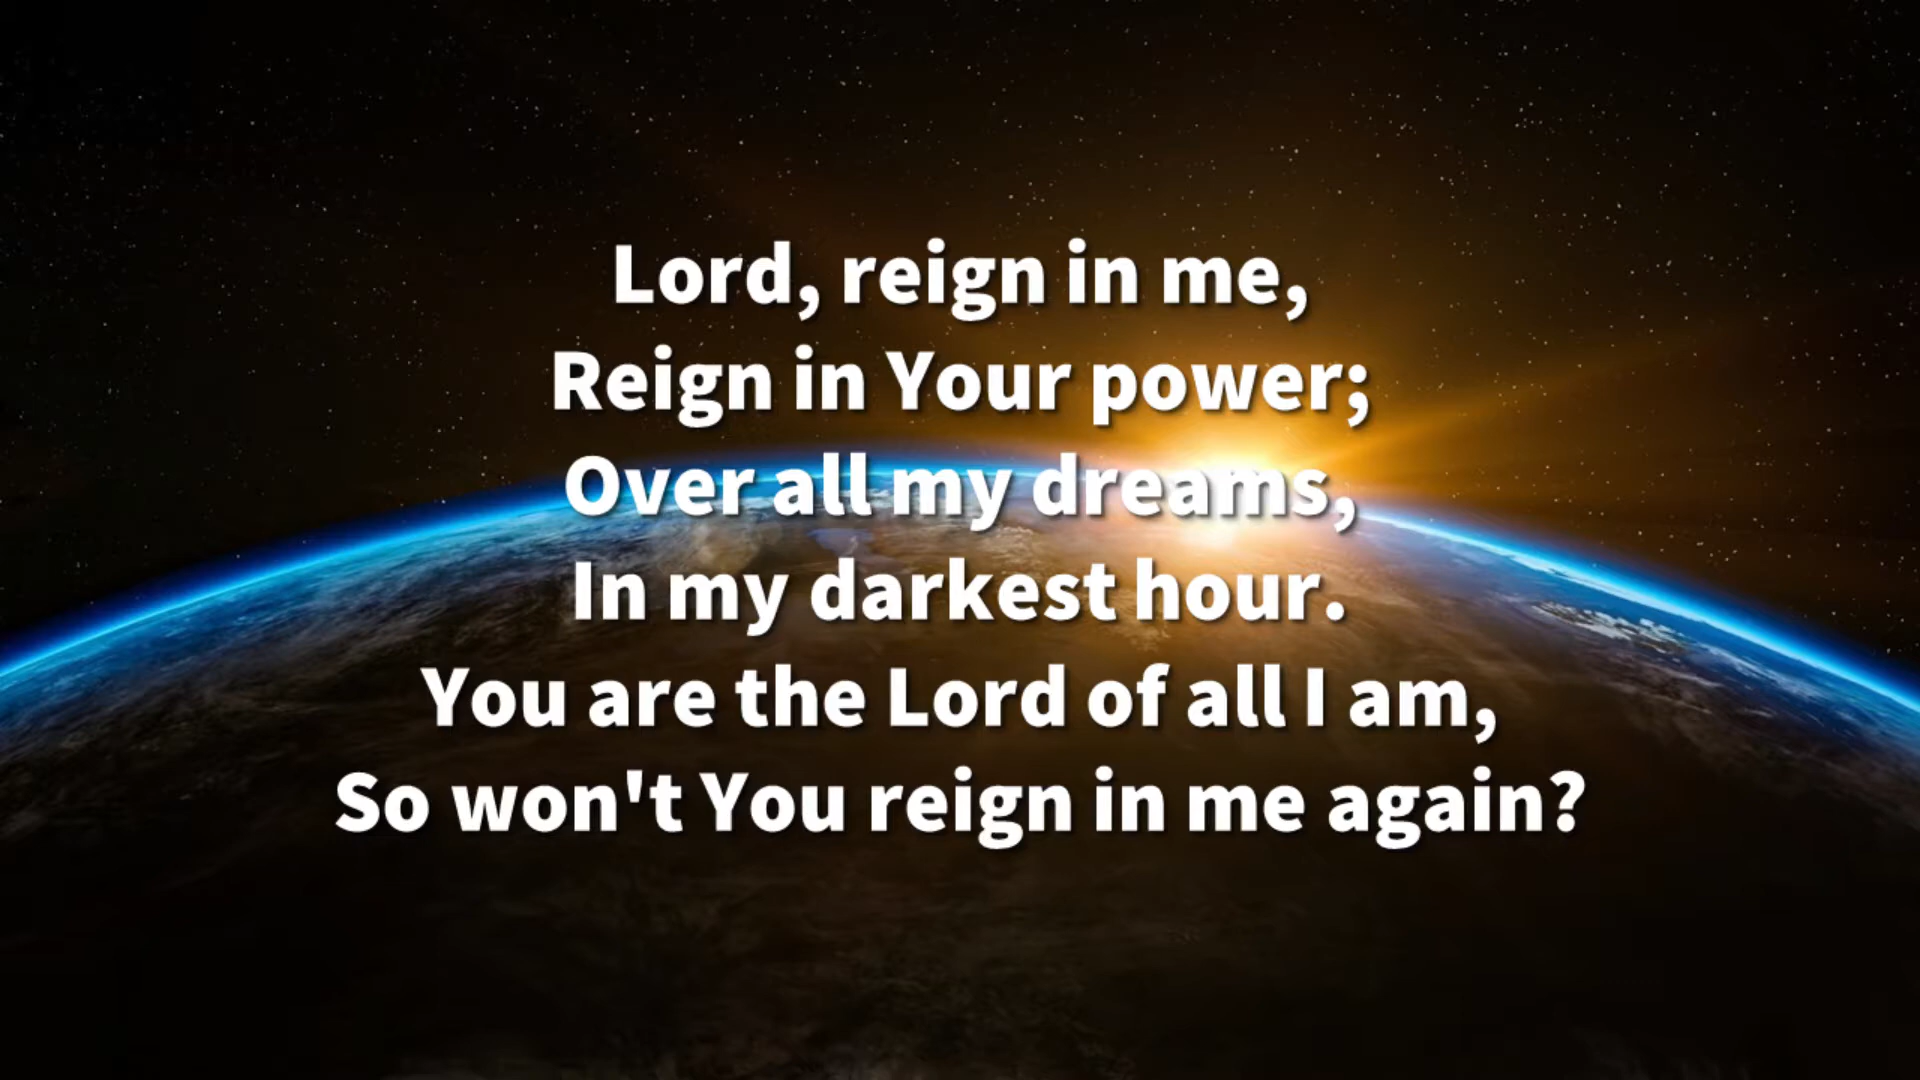 Lord, reign in me,
Reign in Your power;
Over all my dreams,
In my darkest hour.
You are the Lord of all I am,
So won't You reign in me again?